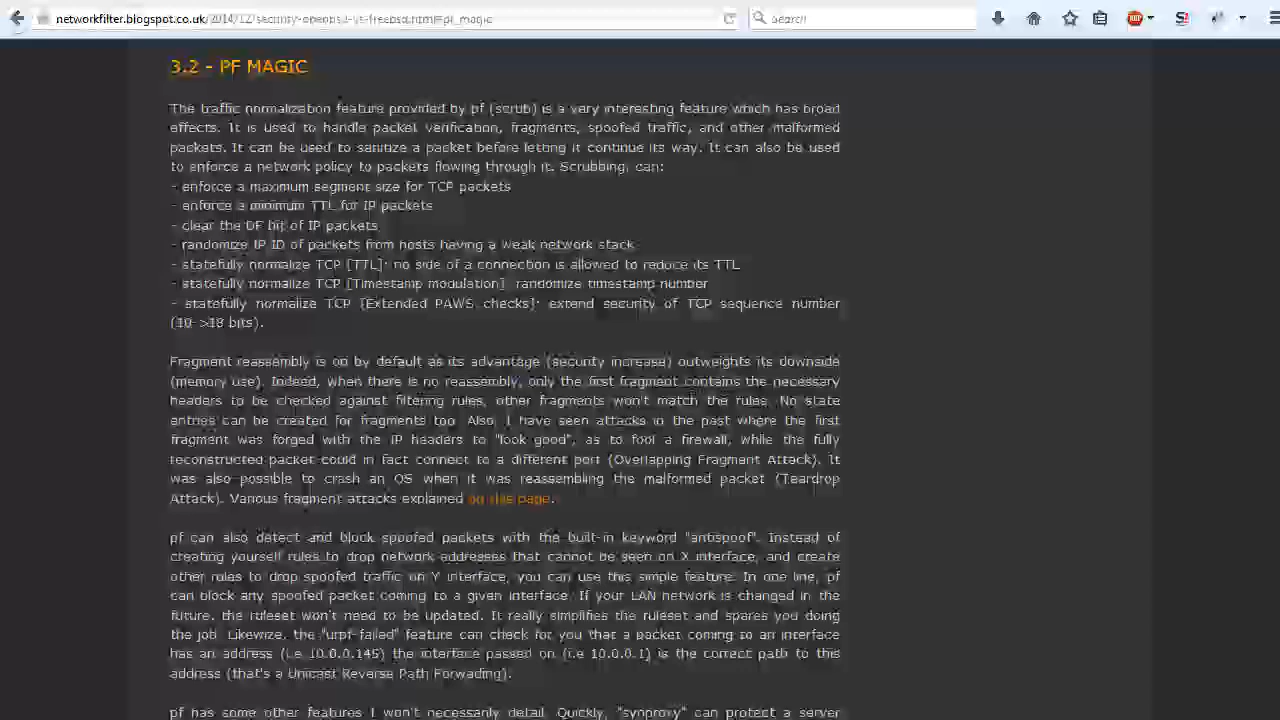 networkfilter.blogspot.co.uk/2014/12/security-openbsd-vs-freebsd.html#pf_magic
Search
3.2 - PF MAGIC
The traffic normalization feature provided by pf (scrub) is a very interesting feature which has broad
effects. It is used to handle packet verification, fragments, spoofed traffic, and other malformed
packets. It can be used to sanitize a packet before letting it continue its way. It can also be used
to enforce a network policy to packets flowing through it. Scrubbing, can:
- enforce a maximum segment size for TCP packets
- enforce a minimum TTL for IP packets
- clear the DF bit of IP packets
- randomize IP ID of packets from hosts having a weak network stack
- statefully normalize TCP [TTL]: no side of a connection is allowed to reduce its TTL
- statefully normalize TCP [Timestamp modulation] randomize timestamp number
- statefully normalize TCP [Extended PAWS checks]: extend security of TCP sequence number
(10->18 bits).
Fragment reassembly is on by default as its advantage (security increase) outweights its downside
(memory use). Indeed, when there is no reassembly, only the first fragment contains the necessary
headers to be checked against filtering rules, other fragments won't match the rules. No state
entries can be created for fragments too. Also, I have seen attacks in the past where the first
fragment was forged with the IP headers to "look good", as to fool a firewall, while the fully
reconstructed packet could in fact connect to a different port (Overlapping Fragment Attack). It
was also possible to crash an OS when it was reassembling the malformed packet (Teardrop
Attack). Various fragment attacks explained on this page.
pf can also detect and block spoofed packets with the built-in keyword "antispoof". Instead of
creating yourself rules to drop network addresses that cannot be seen on X interface, and create
other rules to drop spoofed traffic on Y interface, you can use this simple feature. In one line, pf
can block any spoofed packet coming to a given interface. If your LAN network is changed in the
future, the ruleset won't need to be updated. It really simplifies the ruleset and spares you doing
the job. Likewize, the "urpf-failed" feature can check for you that a packet coming to an interface
has an address (i.e 10.0.0.145) the interface passed on (i.e 10.0.0.1) is the correct path to this
address (that's a Unicast Reverse Path Forwading).
pf has some other features I won't necessarily detail. Quickly, "synproxy" can protect a server